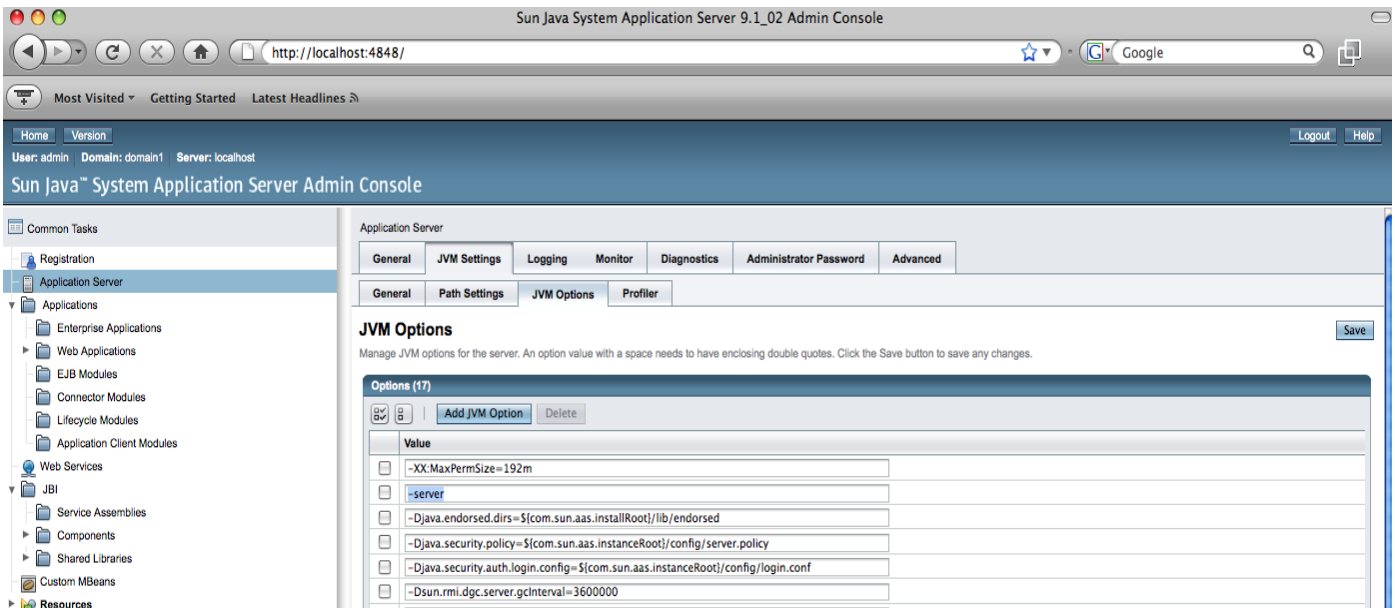 Sun Java System Application Server 9.1_02 Admin Console
http://localhost:4848/
G Google
Most Visited Getting Started Latest Headlines
Home Version Logout Help
User: admin Domain: domain1 Server: localhost
Sun Java™ System Application Server Admin Console
Common Tasks
Registration
Application Server
Applications
Enterprise Applications
Web Applications
EJB Modules
Connector Modules
Lifecycle Modules
Application Client Modules
Web Services
JBI
Service Assemblies
Components
Shared Libraries
Custom MBeans
Resources
Application Server
General JVM Settings Logging Monitor Diagnostics Administrator Password Advanced
General Path Settings JVM Options Profiler
JVM Options Save
Manage JVM options for the server. An option value with a space needs to have enclosing double quotes. Click the Save button to save any changes.
Options (17)
Add JVM Option Delete
Value
-XX:MaxPermSize=192m
-server
-Djava.endorsed.dirs=${com.sun.aas.installRoot}/lib/endorsed
-Djava.security.policy=${com.sun.aas.instanceRoot}/config/server.policy
-Djava.security.auth.login.config=${com.sun.aas.instanceRoot}/config/login.conf
-Dsun.rmi.dgc.server.gcInterval=3600000